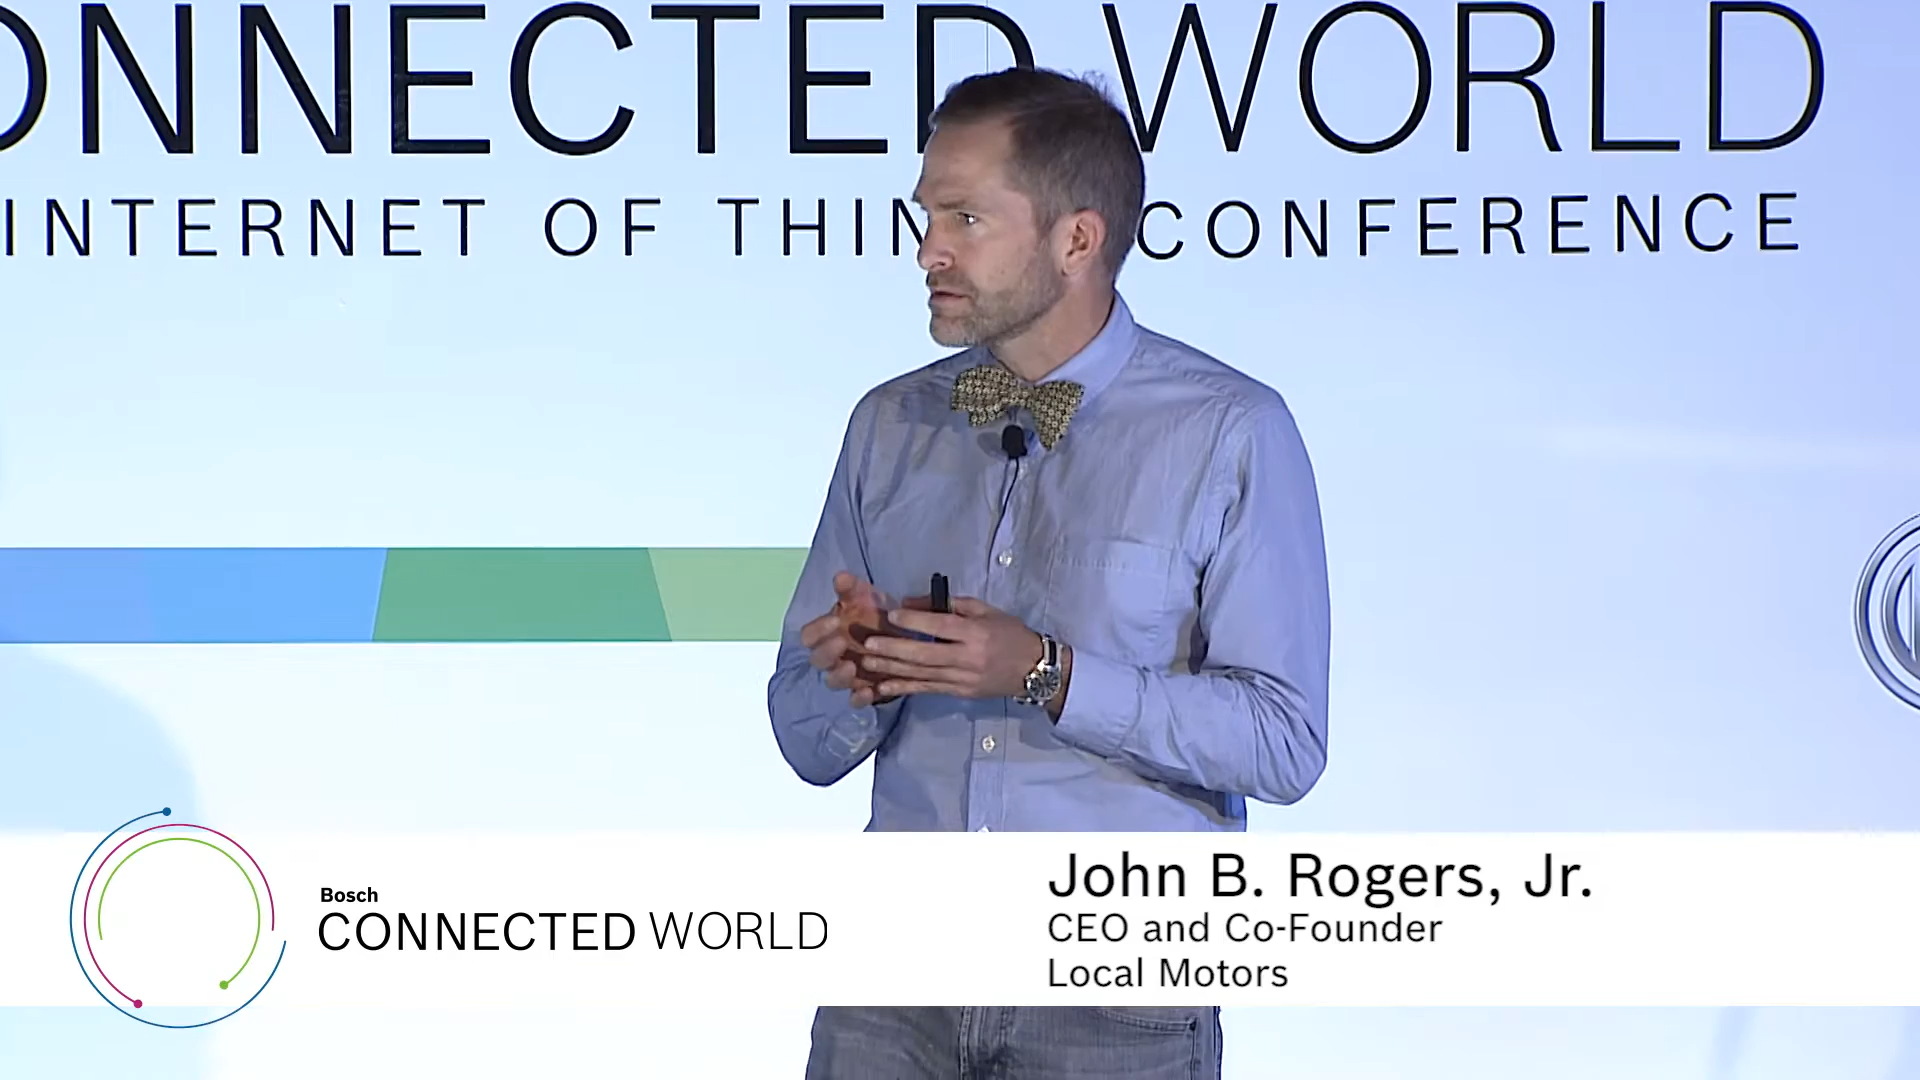 ONNECTED WORLD
INTERNET OF THIN CONFERENCE
Bosch
CONNECTED WORLD
John B. Rogers, Jr.
CEO and Co-Founder
Local Motors